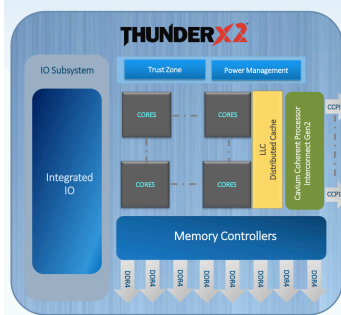 THUNDERX2
IO Subsystem
Trust Zone
Power Management
Integrated
IO
CORES
CORES
CORES
CORES
LLC
Distributed Cache
Cavium Coherent Processor
Interconnect Gen2
CCPI
CCPI
Memory Controllers
DDR4
DDR4
DDR4
DDR4
DDR4
DDR4
DDR4
DDR4